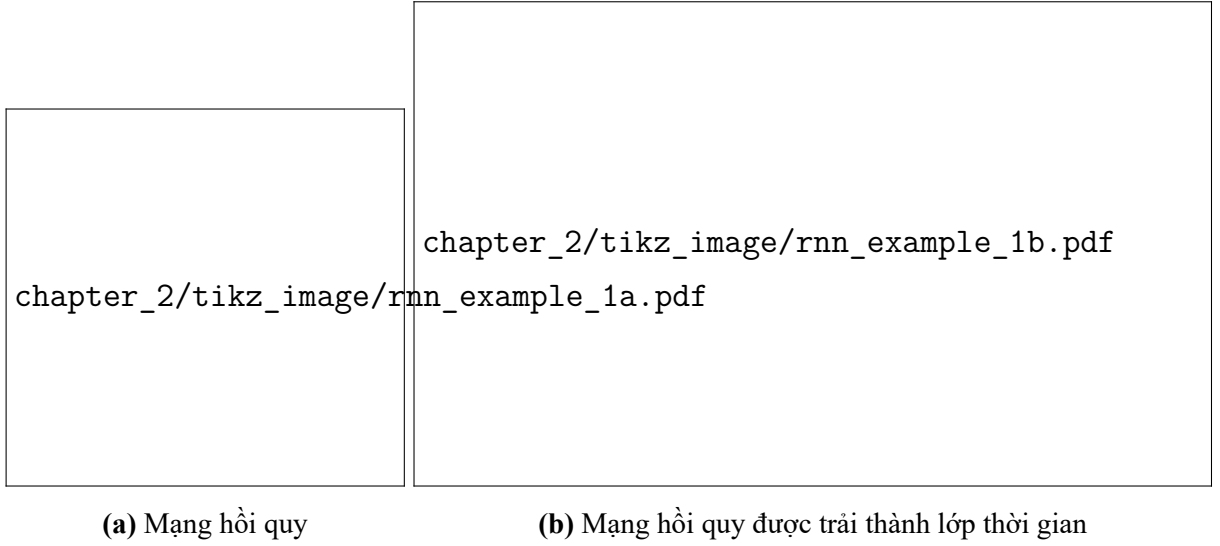 chapter_2/tikz_image/rnn_example_1b.pdf
chapter_2/tikz_image/rnn_example_1a.pdf
(a) Mạng hồi quy
(b) Mạng hồi quy được trải thành lớp thời gian